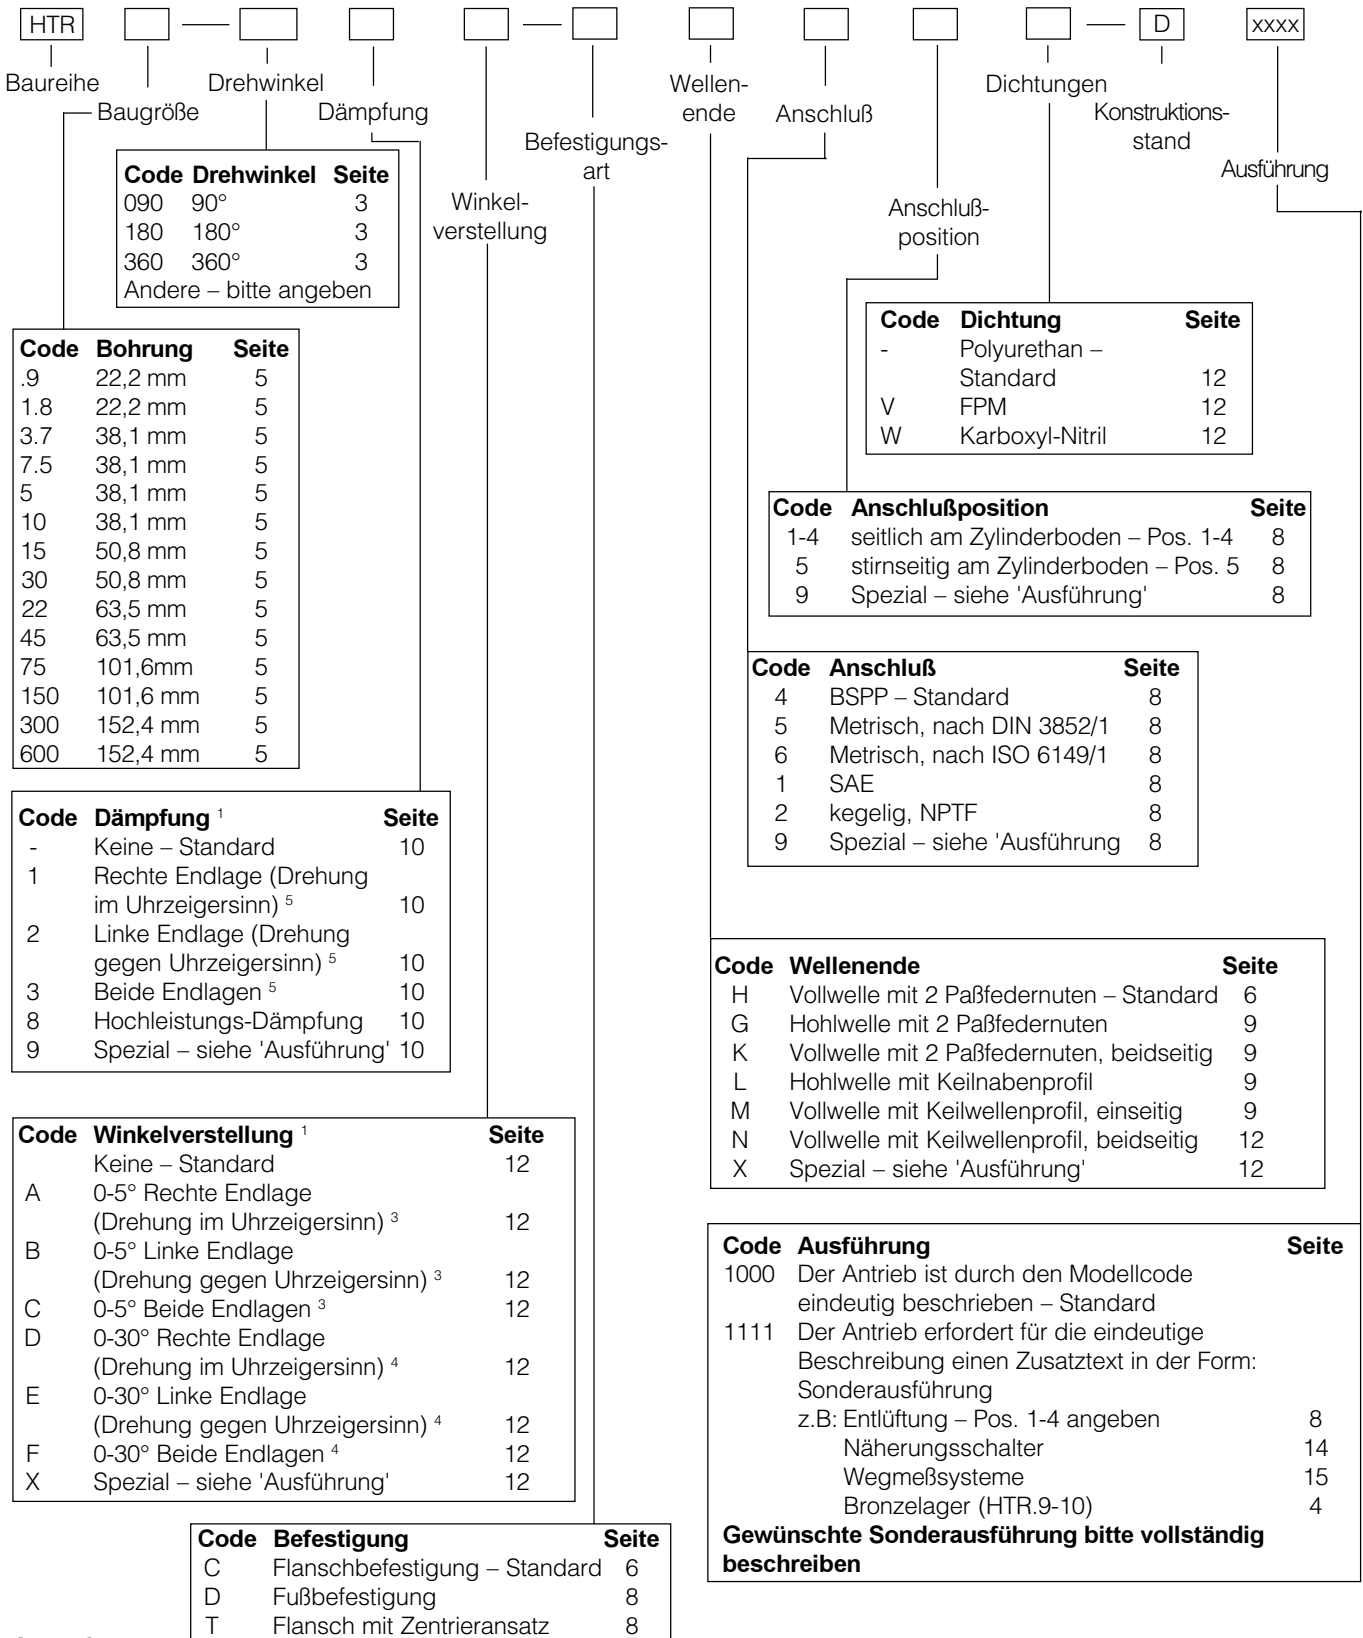 HTR D xxxx
Baureihe
Baugröße
Drehwinkel
Dämpfung
Winkel-
verstellung
Befestigungs-
art
Wellen-
ende
Anschluß
Anschluß-
position
Dichtungen
Konstruktions-
stand
Ausführung
Code Drehwinkel Seite
090 90° 3
180 180° 3
360 360° 3
Andere – bitte angeben
Code Bohrung Seite
.9 22,2 mm 5
1.8 22,2 mm 5
3.7 38,1 mm 5
7.5 38,1 mm 5
5 38,1 mm 5
10 38,1 mm 5
15 50,8 mm 5
30 50,8 mm 5
22 63,5 mm 5
45 63,5 mm 5
75 101,6mm 5
150 101,6 mm 5
300 152,4 mm 5
600 152,4 mm 5
Code Dämpfung 1 Seite
- Keine – Standard 10
1 Rechte Endlage (Drehung
im Uhrzeigersinn) 5 10
2 Linke Endlage (Drehung
gegen Uhrzeigersinn) 5 10
3 Beide Endlagen 5 10
8 Hochleistungs-Dämpfung 10
9 Spezial – siehe 'Ausführung' 10
Code Winkelverstellung 1 Seite
Keine – Standard 12
A 0-5° Rechte Endlage
(Drehung im Uhrzeigersinn) 3 12
B 0-5° Linke Endlage
(Drehung gegen Uhrzeigersinn) 3 12
C 0-5° Beide Endlagen 3 12
D 0-30° Rechte Endlage
(Drehung im Uhrzeigersinn) 4 12
E 0-30° Linke Endlage
(Drehung gegen Uhrzeigersinn) 4 12
F 0-30° Beide Endlagen 4 12
X Spezial – siehe 'Ausführung' 12
Code Befestigung Seite
C Flanschbefestigung – Standard 6
D Fußbefestigung 8
T Flansch mit Zentrieransatz 8
Code Dichtung Seite
- Polyurethan –
Standard 12
V FPM 12
W Karboxyl-Nitril 12
Code Anschlußposition Seite
1-4 seitlich am Zylinderboden – Pos. 1-4 8
5 stirnseitig am Zylinderboden – Pos. 5 8
9 Spezial – siehe 'Ausführung' 8
Code Anschluß Seite
4 BSPP – Standard 8
5 Metrisch, nach DIN 3852/1 8
6 Metrisch, nach ISO 6149/1 8
1 SAE 8
2 kegelig, NPTF 8
9 Spezial – siehe 'Ausführung 8
Code Wellenende Seite
H Vollwelle mit 2 Paßfedernuten – Standard 6
G Hohlwelle mit 2 Paßfedernuten 9
K Vollwelle mit 2 Paßfedernuten, beidseitig 9
L Hohlwelle mit Keilnabenprofil 9
M Vollwelle mit Keilwellenprofil, einseitig 9
N Vollwelle mit Keilwellenprofil, beidseitig 12
X Spezial – siehe 'Ausführung' 12
Code Ausführung Seite
1000 Der Antrieb ist durch den Modellcode
eindeutig beschrieben – Standard
1111 Der Antrieb erfordert für die eindeutige
Beschreibung einen Zusatztext in der Form:
Sonderausführung
z.B: Entlüftung – Pos. 1-4 angeben 8
Näherungsschalter 14
Wegmeßsysteme 15
Bronzelager (HTR.9-10) 4
Gewünschte Sonderausführung bitte vollständig
beschreiben